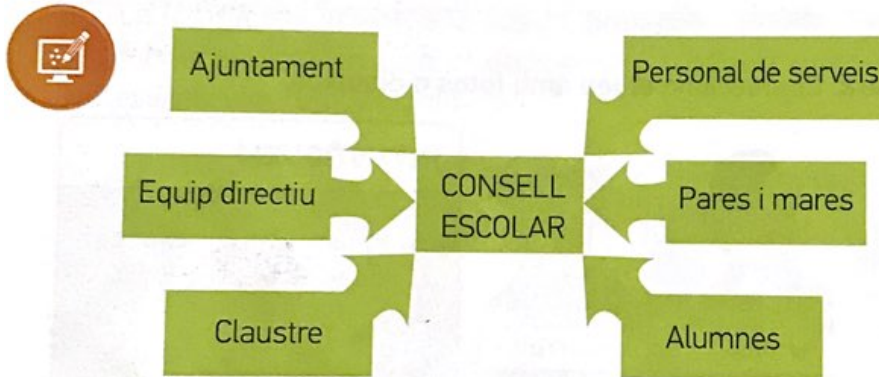 Ajuntament
Personal de serveis
Equip directiu
CONSELL
ESCOLAR
Pares i mares
Claustre
Alumnes